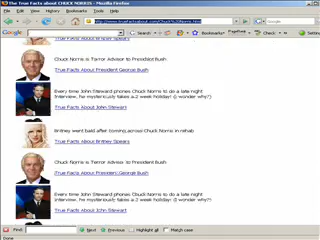 The True Facts about CHUCK NORRIS - Mozilla Firefox
File Edit View History Bookmarks Tools Help
Google
Bookmarks
PageRank
Check
True Facts About Britney Spears
Chuck Norris is Terror Advisor to President Bush
True Facts About President George Bush
Every time John Stewart phones Chuck Norris to do a late night
interview, he mysteriously takes a 2 week holiday! (I wonder why?)
True Facts About John Stewart
Britney went bald after coming across Chuck Norris in rehab
True Facts About Britney Spears
Chuck Norris is Terror Advisor to President Bush
True Facts About President George Bush
Every time John Stewart phones Chuck Norris to do a late night
interview, he mysteriously takes a 2 week holiday! (I wonder why?)
True Facts About John Stewart
Find: Next Previous Highlight all Match case
Done